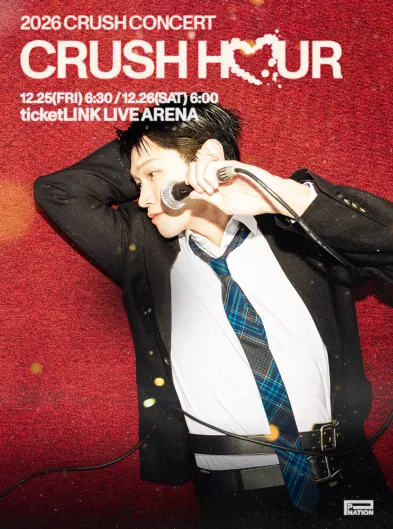 2026 CRUSH CONCERT
CRUSH HOUR
12.25(FRI) 6:30 / 12.26(SAT) 6:00
ticketLINK LIVE ARENA
P NATION